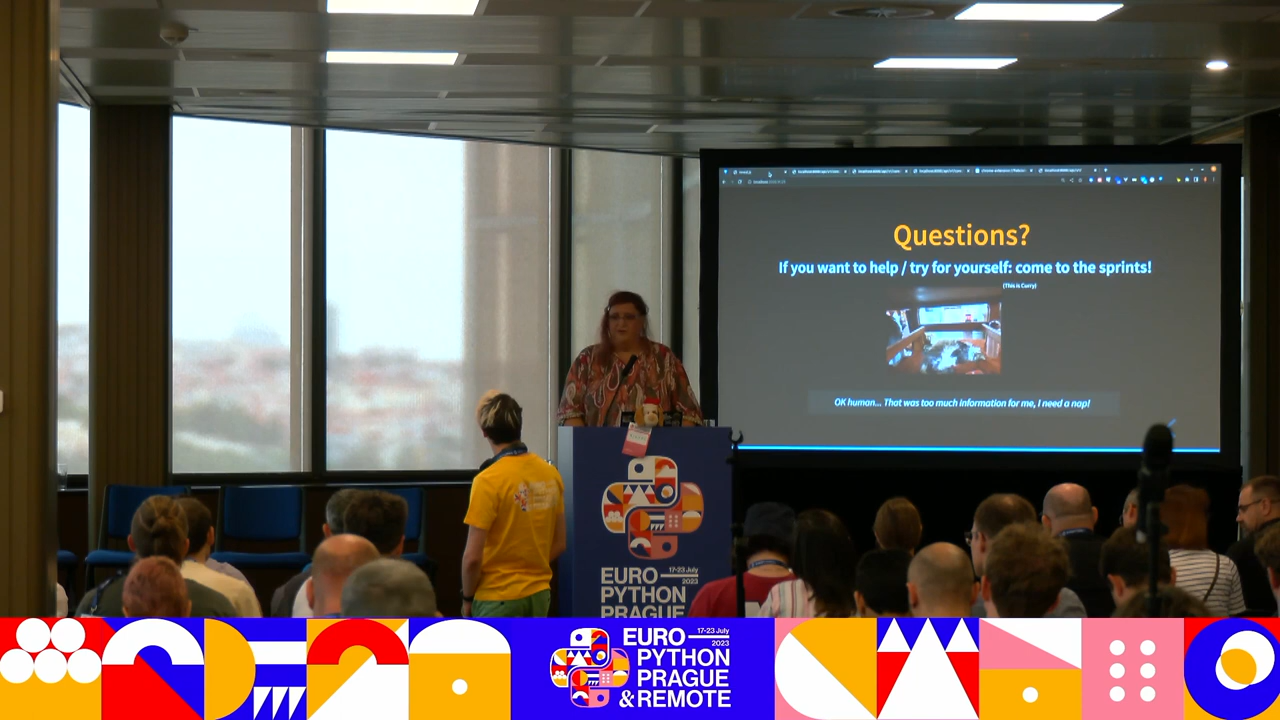 Questions?
If you want to help / try for yourself: come to the sprints!
(This is Curry)
OK human... That was too much information for me, I need a nap!
EURO 17-23 July
2023
PYTHON
PRAGUE
EURO 17-23 July
2023
PYTHON
PRAGUE
& REMOTE